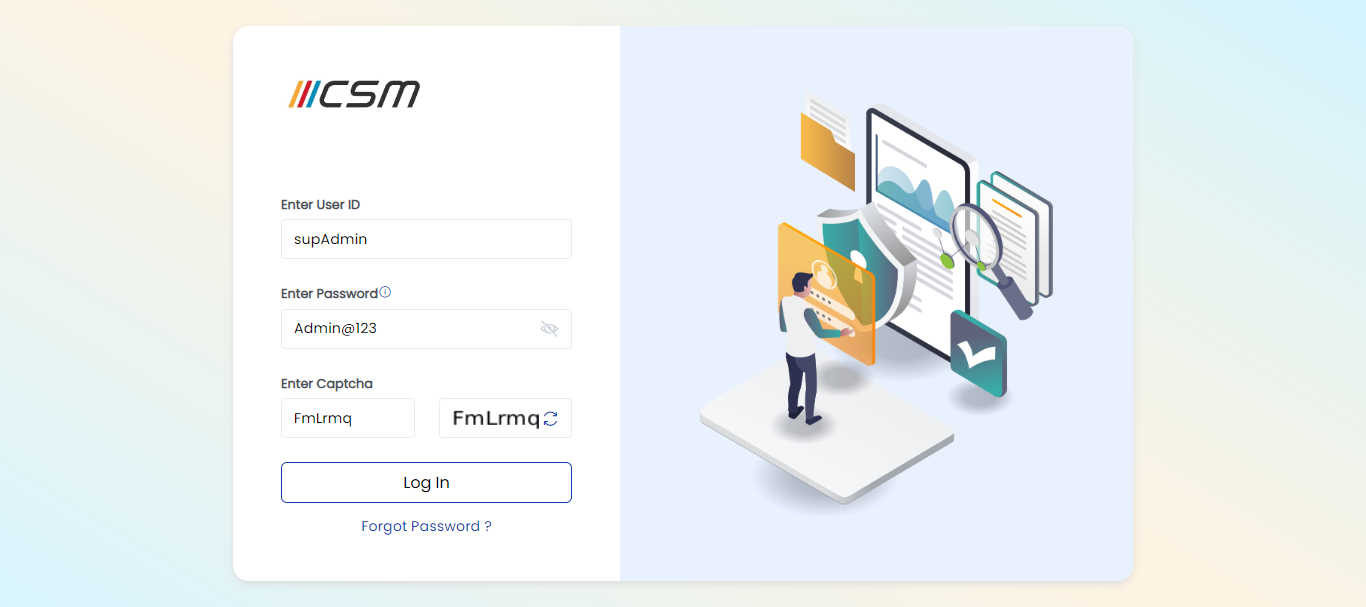 CSM
Enter User ID
supAdmin
Enter Password
Admin@123
Enter Captcha
FmLrmq
FmLrmq
Log In
Forgot Password ?